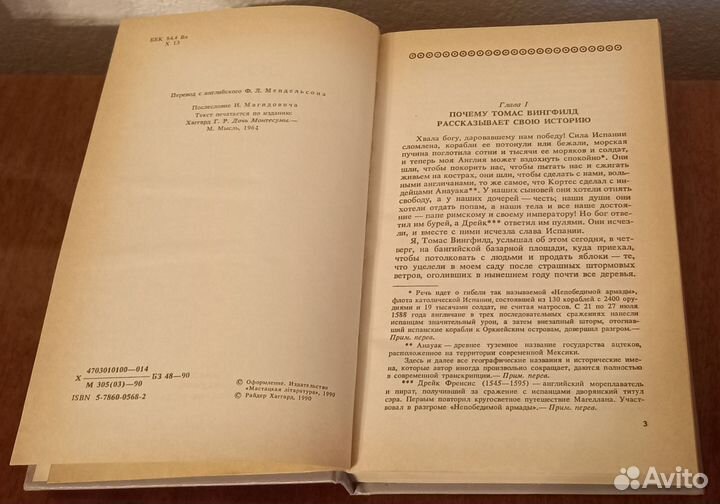 ББК 84.4 Вл
Х 13
Перевод с английского Ф. Л. Мендельсона
Послесловие И. Магидовича
Текст печатается по изданию:
Хаггард Г. Р. Дочь Монтесумы.—
М. Мысль, 1964
Х 4703010100—014 БЗ 48—90
М 305(03)—90
ISBN 5-7860-0568-2
© Оформление. Издательство
«Мастацкая літаратура», 1990
© Райдер Хаггард, 1990
Глава I
ПОЧЕМУ ТОМАС ВИНГФИЛД
РАССКАЗЫВАЕТ СВОЮ ИСТОРИЮ
Хвала богу, даровавшему нам победу! Сила Испании
сломлена, корабли ее потонули или бежали, морская
пучина поглотила сотни и тысячи ее моряков и солдат,
и теперь моя Англия может вздохнуть спокойно*. Они
шли, чтобы покорить нас, чтобы пытать нас и сжигать
живьем на кострах, они шли, чтобы сделать с нами, воль-
ными англичанами, то же самое, что Кортес сделал с ин-
дейцами Анауака**. У наших сыновей они хотели отнять
свободу, а у наших дочерей — честь; наши души они
хотели отдать попам, а наши тела и все наше достоя-
ние — папе римскому и своему императору! Но бог отве-
тил им бурей, а Дрейк*** ответил им пулями. Они исчез-
ли, и вместе с ними исчезла слава Испании.
Я, Томас Вингфилд, услышал об этом сегодня, в чет-
верг, на бангийской базарной площади, куда приехал,
чтобы потолковать с людьми и продать яблоки — те,
что уцелели в моем саду после страшных штормовых
ветров, оголивших в нынешнем году почти все деревья.
* Речь идет о гибели так называемой «Непобедимой армады»,
флота католической Испании, состоявшей из 130 кораблей с 2400 ору-
диями и 19 тысячами солдат, не считая матросов. С 21 по 27 июля
1588 года англичане в трех последовательных сражениях нанесли
испанцам значительный урон, а затем внезапный шторм, отогнав-
ший испанские корабли к Оркнейским островам, довершил разгром.—
Прим. перев.
** Анауак — древнее туземное название государства ацтеков,
расположенное на территории современной Мексики.
Здесь и далее все географические названия и исторические име-
на, которые автор иногда произвольно сокращает, даются полностью
в современной транскрипции.— Прим. перев.
*** Дрейк Френсис (1545—1595) — английский мореплаватель
и пират, получивший за сражение с испанцами дворянский титул
сэра. Первым повторил кругосветное путешествие Магеллана. Участ-
вовал в разгроме «Непобедимой армады».— Прим. перев.
3
Avito